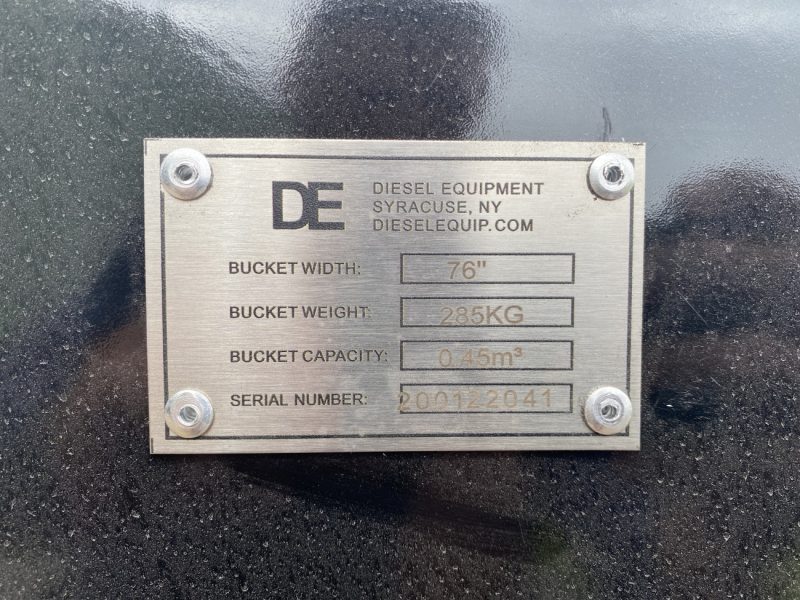 DE
DIESEL EQUIPMENT
SYRACUSE, NY
DIESELEQUIP.COM
BUCKET WIDTH: 76"
BUCKET WEIGHT: 285KG
BUCKET CAPACITY: 0.45m³
SERIAL NUMBER: 200122041